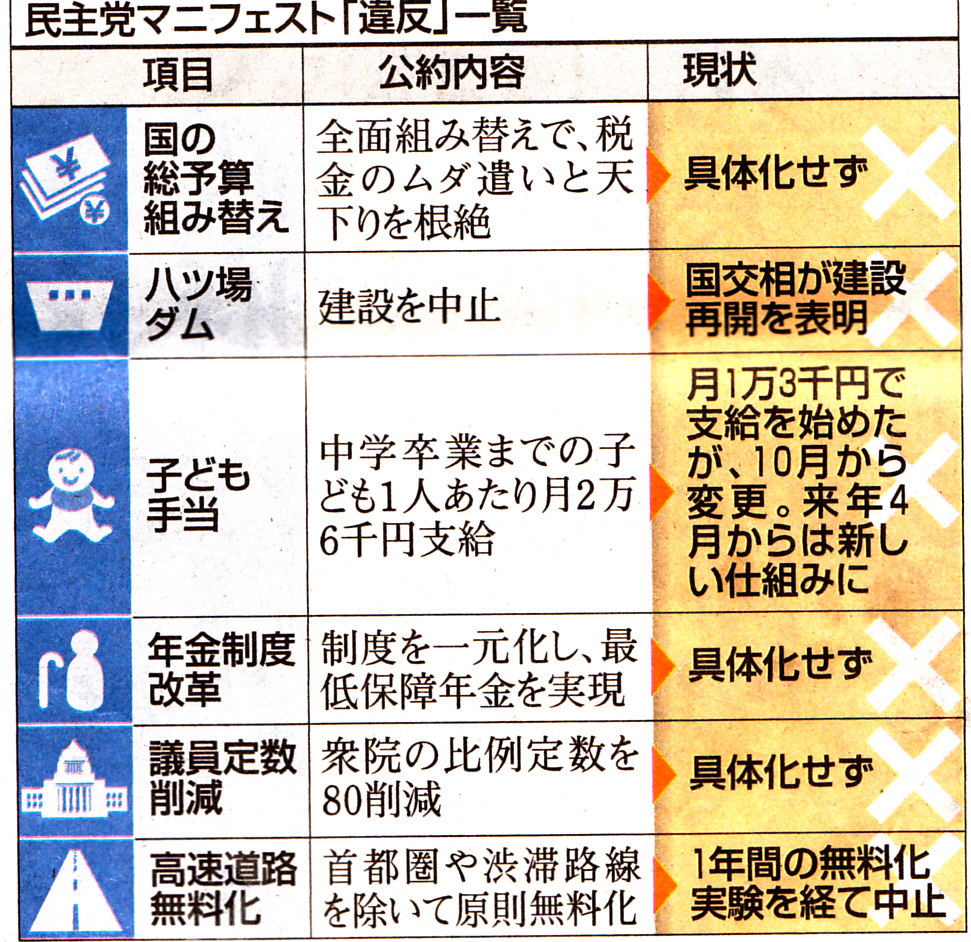 民主党マニフェスト「違反」一覧
項目
公約内容
現状
国の
総予算
組み替え
全面組み替えで、税
金のムダ遣いと天
下りを根絶
具体化せず
八ツ場
ダム
建設を中止
国交相が建設
再開を表明
子ども
手当
中学卒業までの子
ども1人あたり月2万
6千円支給
月1万3千円で
支給を始めた
が、10月から
変更。来年4
月からは新し
い仕組みに
年金制度
改革
制度を一元化し、最
低保障年金を実現
具体化せず
議員定数
削減
衆院の比例定数を
80削減
具体化せず
高速道路
無料化
首都圏や渋滞路線
を除いて原則無料化
1年間の無料化
実験を経て中止